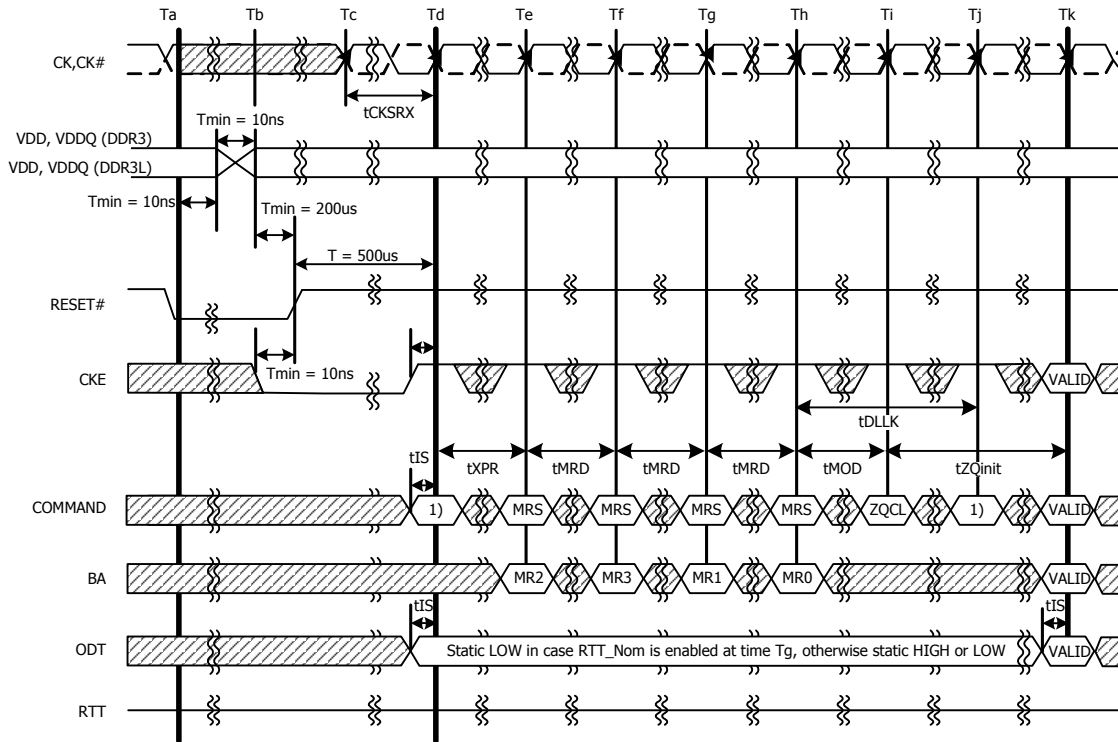 Ta Tb Tc Td Te Tf Tg Th Ti Tj Tk
CK,CK#
tCKSRX
Tmin = 10ns
VDD, VDDQ (DDR3)
VDD, VDDQ (DDR3L)
Tmin = 10ns
Tmin = 200us
T = 500us
RESET#
Tmin = 10ns
CKE VALID
tDLLK
tIS tXPR tMRD tMRD tMRD tMOD tZQinit
COMMAND 1) MRS MRS MRS MRS ZQCL 1) VALID
BA MR2 MR3 MR1 MR0 VALID
tIS tIS
ODT Static LOW in case RTT_Nom is enabled at time Tg, otherwise static HIGH or LOW VALID
RTT